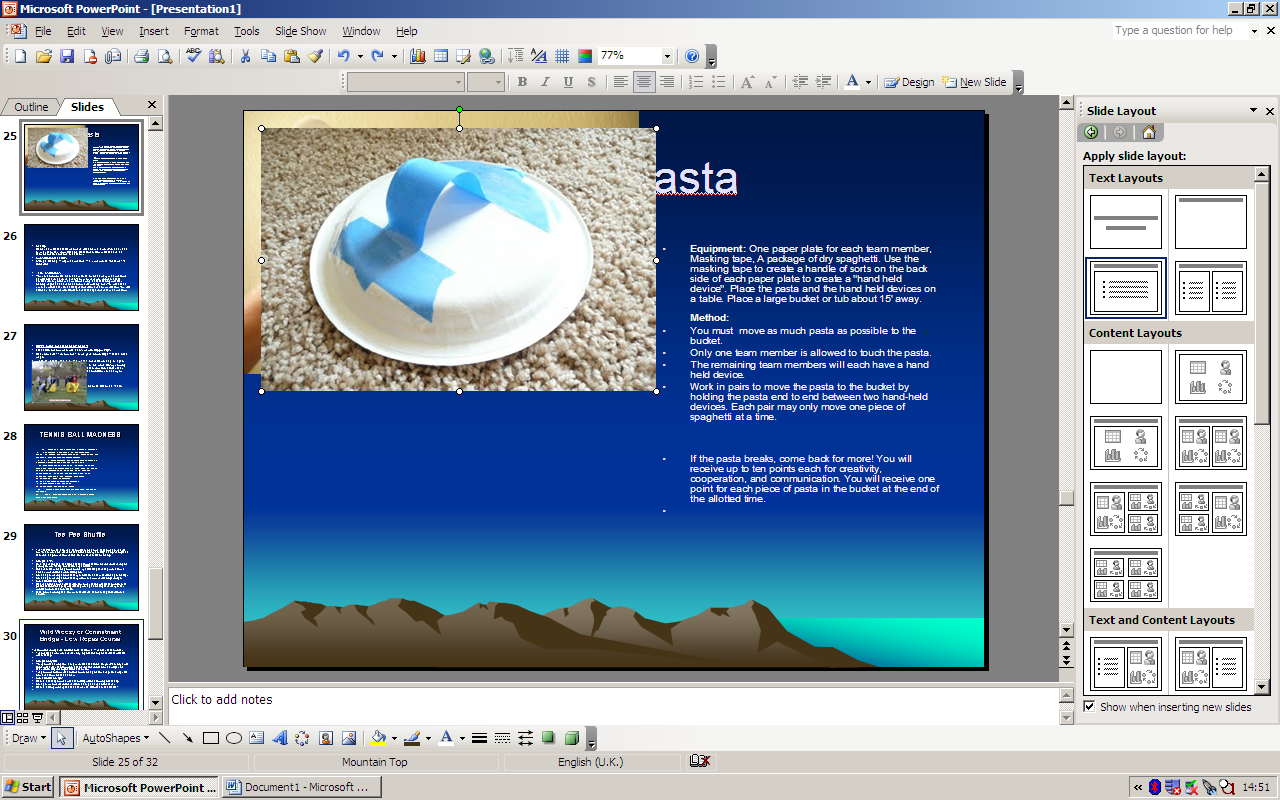 Microsoft PowerPoint - [Presentation1]
File Edit View Insert Format Tools Slide Show Window Help
Type a question for help
77%
B I U S A Design New Slide
Outline Slides
Slide Layout
Apply slide layout:
Text Layouts
Content Layouts
Text and Content Layouts
Show when inserting new slides
25
26
27
28
TENNIS BALL MADNESS
29
Tee Pee Shuffle
30
asta
Equipment: One paper plate for each team member,
Masking tape, A package of dry spaghetti. Use the
masking tape to create a handle of sorts on the back
side of each paper plate to create a "hand held
device". Place the pasta and the hand held devices on
a table. Place a large bucket or tub about 15' away.
Method:
You must move as much pasta as possible to the
bucket.
Only one team member is allowed to touch the pasta.
The remaining team members will each have a hand
held device.
Work in pairs to move the pasta to the bucket by
holding the pasta end to end between two hand-held
devices. Each pair may only move one piece of
spaghetti at a time.
If the pasta breaks, come back for more! You will
receive up to ten points each for creativity,
cooperation, and communication. You will receive one
point for each piece of pasta in the bucket at the end of
the allotted time.
Click to add notes
Draw AutoShapes
Slide 25 of 32 Mountain Top English (U.K.)
Start Microsoft PowerPoint ... Document1 - Microsoft ... 14:51